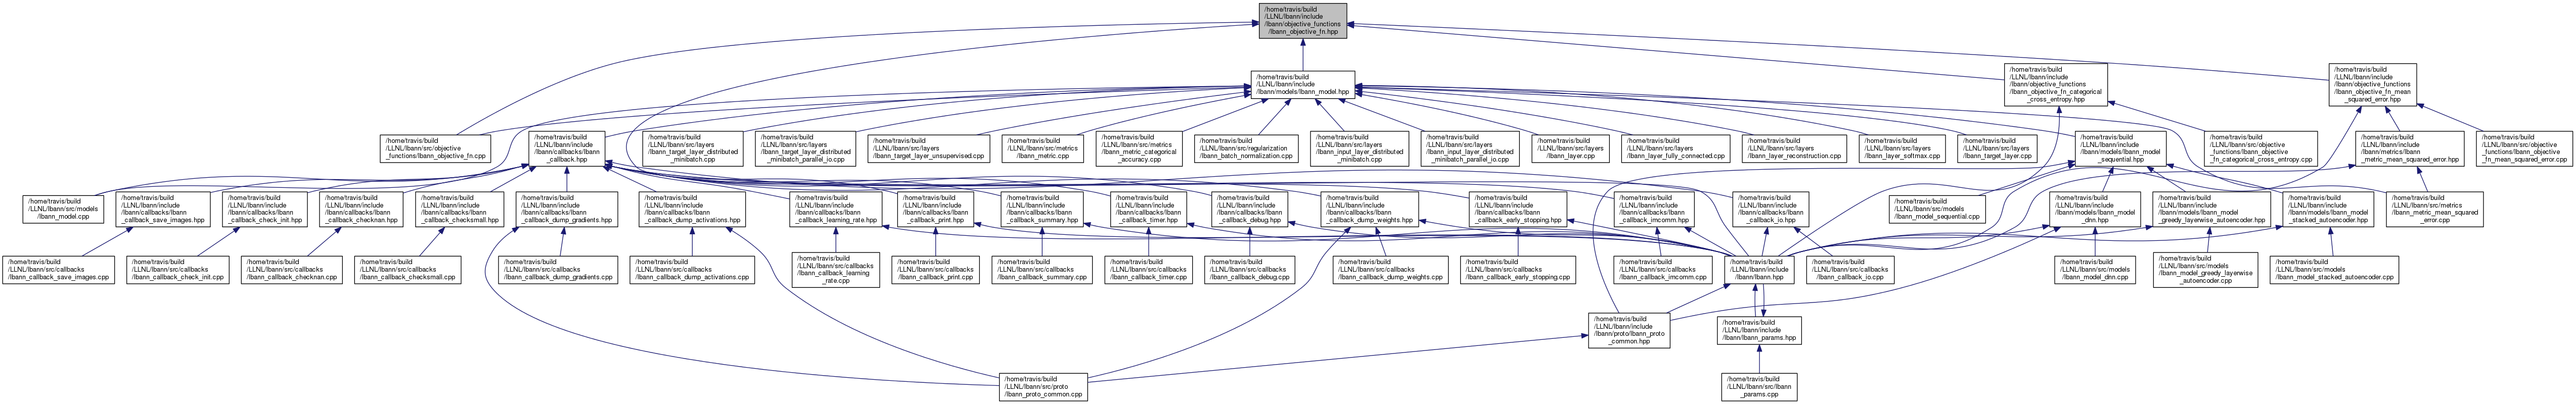 /home/travis/build
/LLNL/lbann/include
/lbann/objective_functions
/lbann_objective_fn.hpp
/home/travis/build
/LLNL/lbann/include
/lbann/models/lbann_model.hpp
/home/travis/build
/LLNL/lbann/include
/lbann/objective_functions
/lbann_objective_fn_categorical
_cross_entropy.hpp
/home/travis/build
/LLNL/lbann/include
/lbann/objective_functions
/lbann_objective_fn_mean
_squared_error.hpp
/home/travis/build
/LLNL/lbann/src/objective
_functions/lbann_objective_fn.cpp
/home/travis/build
/LLNL/lbann/include
/lbann/callbacks/lbann
_callback.hpp
/home/travis/build
/LLNL/lbann/src/layers
/lbann_target_layer_distributed
_minibatch.cpp
/home/travis/build
/LLNL/lbann/src/layers
/lbann_target_layer_distributed
_minibatch_parallel_io.cpp
/home/travis/build
/LLNL/lbann/src/layers
/lbann_target_layer_unsupervised.cpp
/home/travis/build
/LLNL/lbann/src/metrics
/lbann_metric.cpp
/home/travis/build
/LLNL/lbann/src/metrics
/lbann_metric_categorical
_accuracy.cpp
/home/travis/build
/LLNL/lbann/src/regularization
/lbann_batch_normalization.cpp
/home/travis/build
/LLNL/lbann/src/layers
/lbann_input_layer_distributed
_minibatch.cpp
/home/travis/build
/LLNL/lbann/src/layers
/lbann_input_layer_distributed
_minibatch_parallel_io.cpp
/home/travis/build
/LLNL/lbann/src/layers
/lbann_layer.cpp
/home/travis/build
/LLNL/lbann/src/layers
/lbann_layer_fully_connected.cpp
/home/travis/build
/LLNL/lbann/src/layers
/lbann_layer_reconstruction.cpp
/home/travis/build
/LLNL/lbann/src/layers
/lbann_layer_softmax.cpp
/home/travis/build
/LLNL/lbann/src/layers
/lbann_target_layer.cpp
/home/travis/build
/LLNL/lbann/include
/lbann/models/lbann_model
_sequential.hpp
/home/travis/build
/LLNL/lbann/src/objective
_functions/lbann_objective
_fn_categorical_cross_entropy.cpp
/home/travis/build
/LLNL/lbann/include
/lbann/metrics/lbann
_metric_mean_squared_error.hpp
/home/travis/build
/LLNL/lbann/src/objective
_functions/lbann_objective
_fn_mean_squared_error.cpp
/home/travis/build
/LLNL/lbann/src/models
/lbann_model.cpp
/home/travis/build
/LLNL/lbann/include
/lbann/callbacks/lbann
_callback_save_images.hpp
/home/travis/build
/LLNL/lbann/include
/lbann/callbacks/lbann
_callback_check_init.hpp
/home/travis/build
/LLNL/lbann/include
/lbann/callbacks/lbann
_callback_checknan.hpp
/home/travis/build
/LLNL/lbann/include
/lbann/callbacks/lbann
_callback_checksmall.hpp
/home/travis/build
/LLNL/lbann/include
/lbann/callbacks/lbann
_callback_dump_gradients.hpp
/home/travis/build
/LLNL/lbann/include
/lbann/callbacks/lbann
_callback_dump_activations.hpp
/home/travis/build
/LLNL/lbann/include
/lbann/callbacks/lbann
_callback_learning_rate.hpp
/home/travis/build
/LLNL/lbann/include
/lbann/callbacks/lbann
_callback_print.hpp
/home/travis/build
/LLNL/lbann/include
/lbann/callbacks/lbann
_callback_summary.hpp
/home/travis/build
/LLNL/lbann/include
/lbann/callbacks/lbann
_callback_timer.hpp
/home/travis/build
/LLNL/lbann/include
/lbann/callbacks/lbann
_callback_debug.hpp
/home/travis/build
/LLNL/lbann/include
/lbann/callbacks/lbann
_callback_dump_weights.hpp
/home/travis/build
/LLNL/lbann/include
/lbann/callbacks/lbann
_callback_early_stopping.hpp
/home/travis/build
/LLNL/lbann/include
/lbann/callbacks/lbann
_callback_imcomm.hpp
/home/travis/build
/LLNL/lbann/include
/lbann/callbacks/lbann
_callback_io.hpp
/home/travis/build
/LLNL/lbann/src/models
/lbann_model_sequential.cpp
/home/travis/build
/LLNL/lbann/include
/lbann/models/lbann_model
_dnn.hpp
/home/travis/build
/LLNL/lbann/include
/lbann/models/lbann_model
_greedy_layerwise_autoencoder.hpp
/home/travis/build
/LLNL/lbann/include
/lbann/models/lbann_model
_stacked_autoencoder.hpp
/home/travis/build
/LLNL/lbann/src/metrics
/lbann_metric_mean_squared
_error.cpp
/home/travis/build
/LLNL/lbann/src/callbacks
/lbann_callback_save_images.cpp
/home/travis/build
/LLNL/lbann/src/callbacks
/lbann_callback_check_init.cpp
/home/travis/build
/LLNL/lbann/src/callbacks
/lbann_callback_checknan.cpp
/home/travis/build
/LLNL/lbann/src/callbacks
/lbann_callback_checksmall.cpp
/home/travis/build
/LLNL/lbann/src/callbacks
/lbann_callback_dump_gradients.cpp
/home/travis/build
/LLNL/lbann/src/callbacks
/lbann_callback_dump_activations.cpp
/home/travis/build
/LLNL/lbann/src/callbacks
/lbann_callback_learning
_rate.cpp
/home/travis/build
/LLNL/lbann/src/callbacks
/lbann_callback_print.cpp
/home/travis/build
/LLNL/lbann/src/callbacks
/lbann_callback_summary.cpp
/home/travis/build
/LLNL/lbann/src/callbacks
/lbann_callback_timer.cpp
/home/travis/build
/LLNL/lbann/src/callbacks
/lbann_callback_debug.cpp
/home/travis/build
/LLNL/lbann/src/callbacks
/lbann_callback_dump_weights.cpp
/home/travis/build
/LLNL/lbann/src/callbacks
/lbann_callback_early_stopping.cpp
/home/travis/build
/LLNL/lbann/src/callbacks
/lbann_callback_imcomm.cpp
/home/travis/build
/LLNL/lbann/include
/lbann/lbann.hpp
/home/travis/build
/LLNL/lbann/src/callbacks
/lbann_callback_io.cpp
/home/travis/build
/LLNL/lbann/src/models
/lbann_model_dnn.cpp
/home/travis/build
/LLNL/lbann/src/models
/lbann_model_greedy_layerwise
_autoencoder.cpp
/home/travis/build
/LLNL/lbann/src/models
/lbann_model_stacked_autoencoder.cpp
/home/travis/build
/LLNL/lbann/include
/lbann/proto/lbann_proto
_common.hpp
/home/travis/build
/LLNL/lbann/include
/lbann/lbann_params.hpp
/home/travis/build
/LLNL/lbann/src/proto
/lbann_proto_common.cpp
/home/travis/build
/LLNL/lbann/src/lbann
_params.cpp